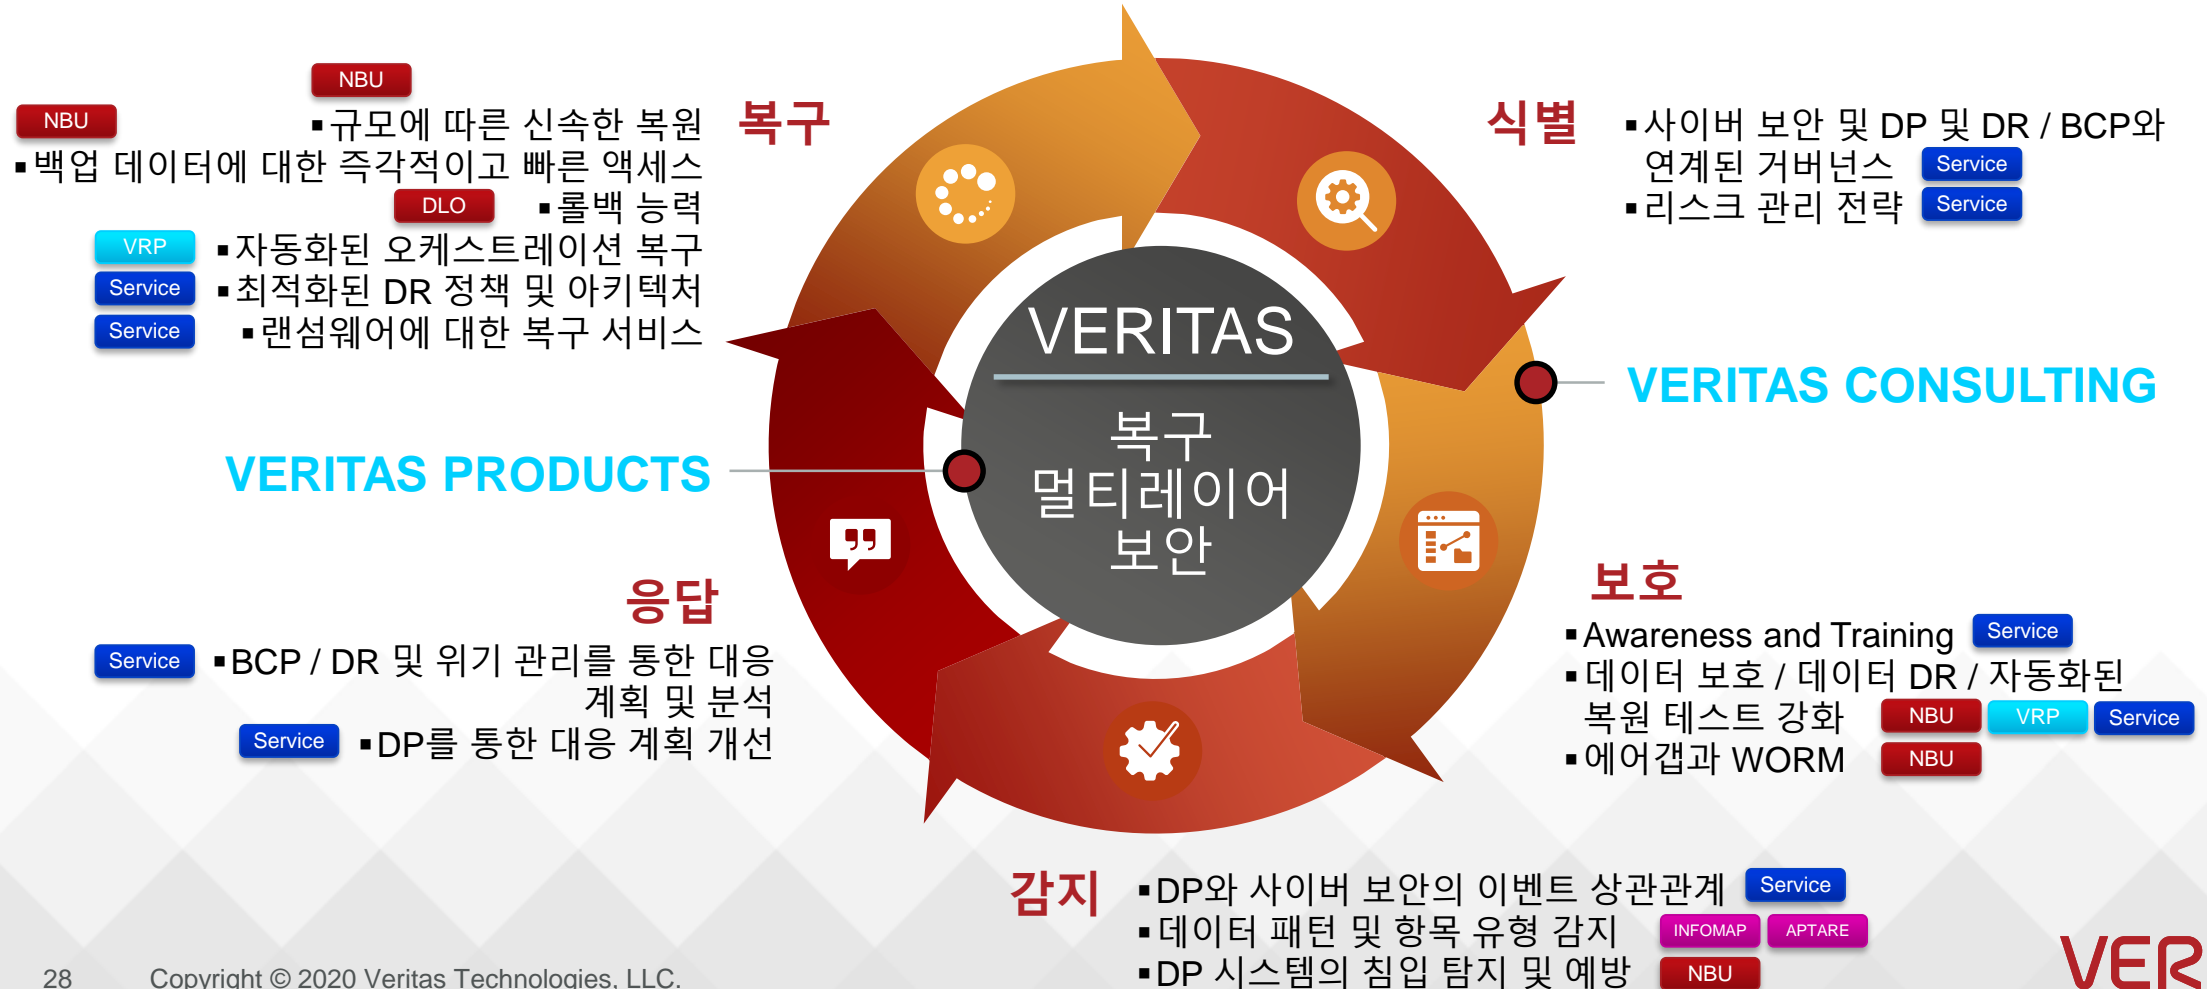 NBU
NBU
▪규모에 따른 신속한 복원
▪백업 데이터에 대한 즉각적이고 빠른 액세스
DLO ▪롤백 능력
VRP ▪자동화된 오케스트레이션 복구
Service ▪최적화된 DR 정책 및 아키텍처
Service ▪랜섬웨어에 대한 복구 서비스
복구
식별
▪사이버 보안 및 DP 및 DR / BCP와
연계된 거버넌스 Service
▪리스크 관리 전략 Service
VERITAS
복구
멀티레이어
보안
VERITAS CONSULTING
VERITAS PRODUCTS
응답
Service ▪BCP / DR 및 위기 관리를 통한 대응
계획 및 분석
Service ▪DP를 통한 대응 계획 개선
보호
▪Awareness and Training Service
▪데이터 보호 / 데이터 DR / 자동화된
복원 테스트 강화 NBU VRP Service
▪에어갭과 WORM NBU
감지
▪DP와 사이버 보안의 이벤트 상관관계 Service
▪데이터 패턴 및 항목 유형 감지 INFOMAP APTARE
▪DP 시스템의 침입 탐지 및 예방 NBU
28 Copyright © 2020 Veritas Technologies, LLC.
VER